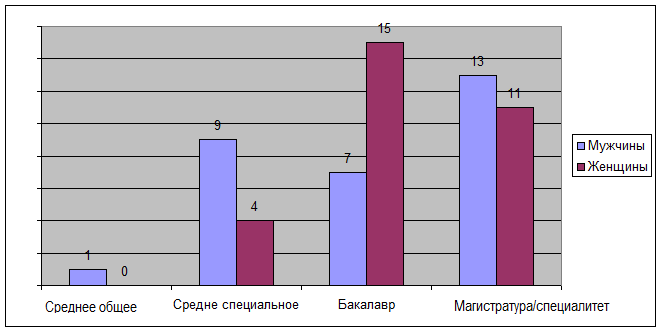 15
13
11
9
7
4
1
0
Мужчины
Женщины
Среднее общее
Средне специальное
Бакалавр
Магистратура/специалитет